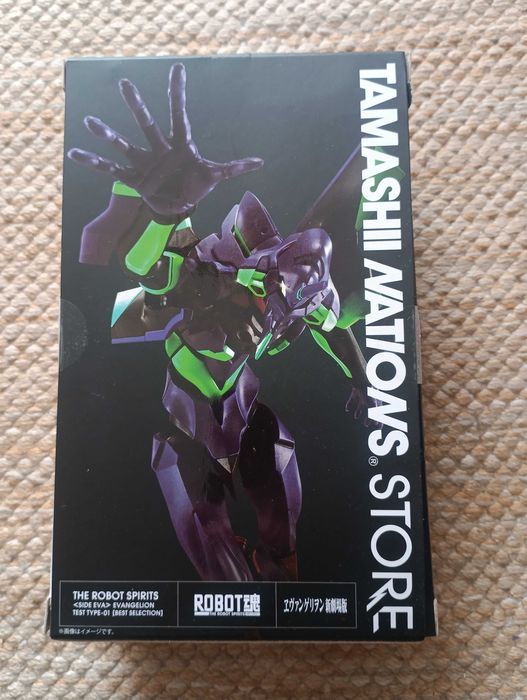 TAMASHII NATIONS® STORE
THE ROBOT SPIRITS
<SIDE EVA> EVANGELION
TEST TYPE-01 [BEST SELECTION]
ROBOT魂
THE ROBOT SPIRITS
ヱヴァンゲリヲン 新劇場版
※画像はイメージです。